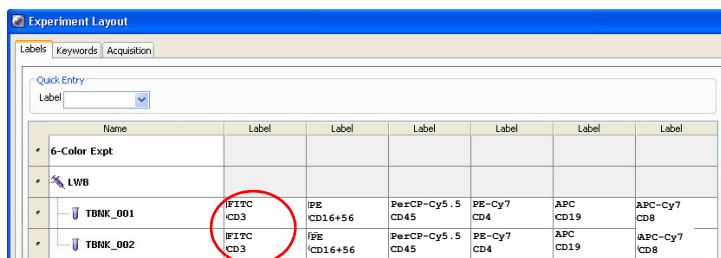 Experiment Layout
Labels Keywords Acquisition
Quick Entry
Label
Name Label Label Label Label Label Label
6-Color Expt
LWB
TBNK_001 FITC PE PerCP-Cy5.5 PE-Cy7 APC APC-Cy7
CD3 CD16+56 CD45 CD4 CD19 CD8
TBNK_002 FITC PE PerCP-Cy5.5 PE-Cy7 APC APC-Cy7
CD3 CD16+56 CD45 CD4 CD19 CD8